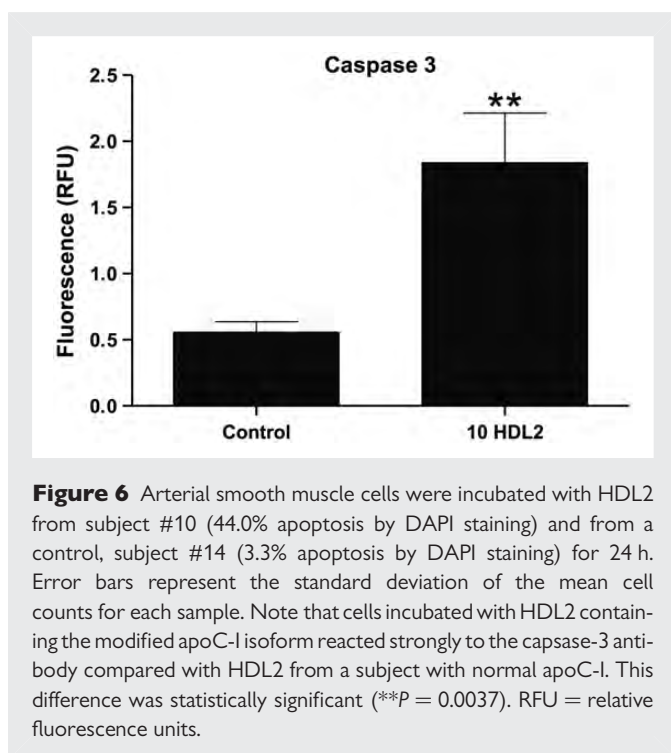 Caspase 3
2.5
2.0
1.5
1.0
0.5
0.0
Fluorescence (RFU)
**
Control 10 HDL2
Figure 6 Arterial smooth muscle cells were incubated with HDL2
from subject #10 (44.0% apoptosis by DAPI staining) and from a
control, subject #14 (3.3% apoptosis by DAPI staining) for 24 h.
Error bars represent the standard deviation of the mean cell
counts for each sample. Note that cells incubated with HDL2 contain-
ing the modified apoC-I isoform reacted strongly to the capsase-3 anti-
body compared with HDL2 from a subject with normal apoC-I. This
difference was statistically significant (**P = 0.0037). RFU = relative
fluorescence units.